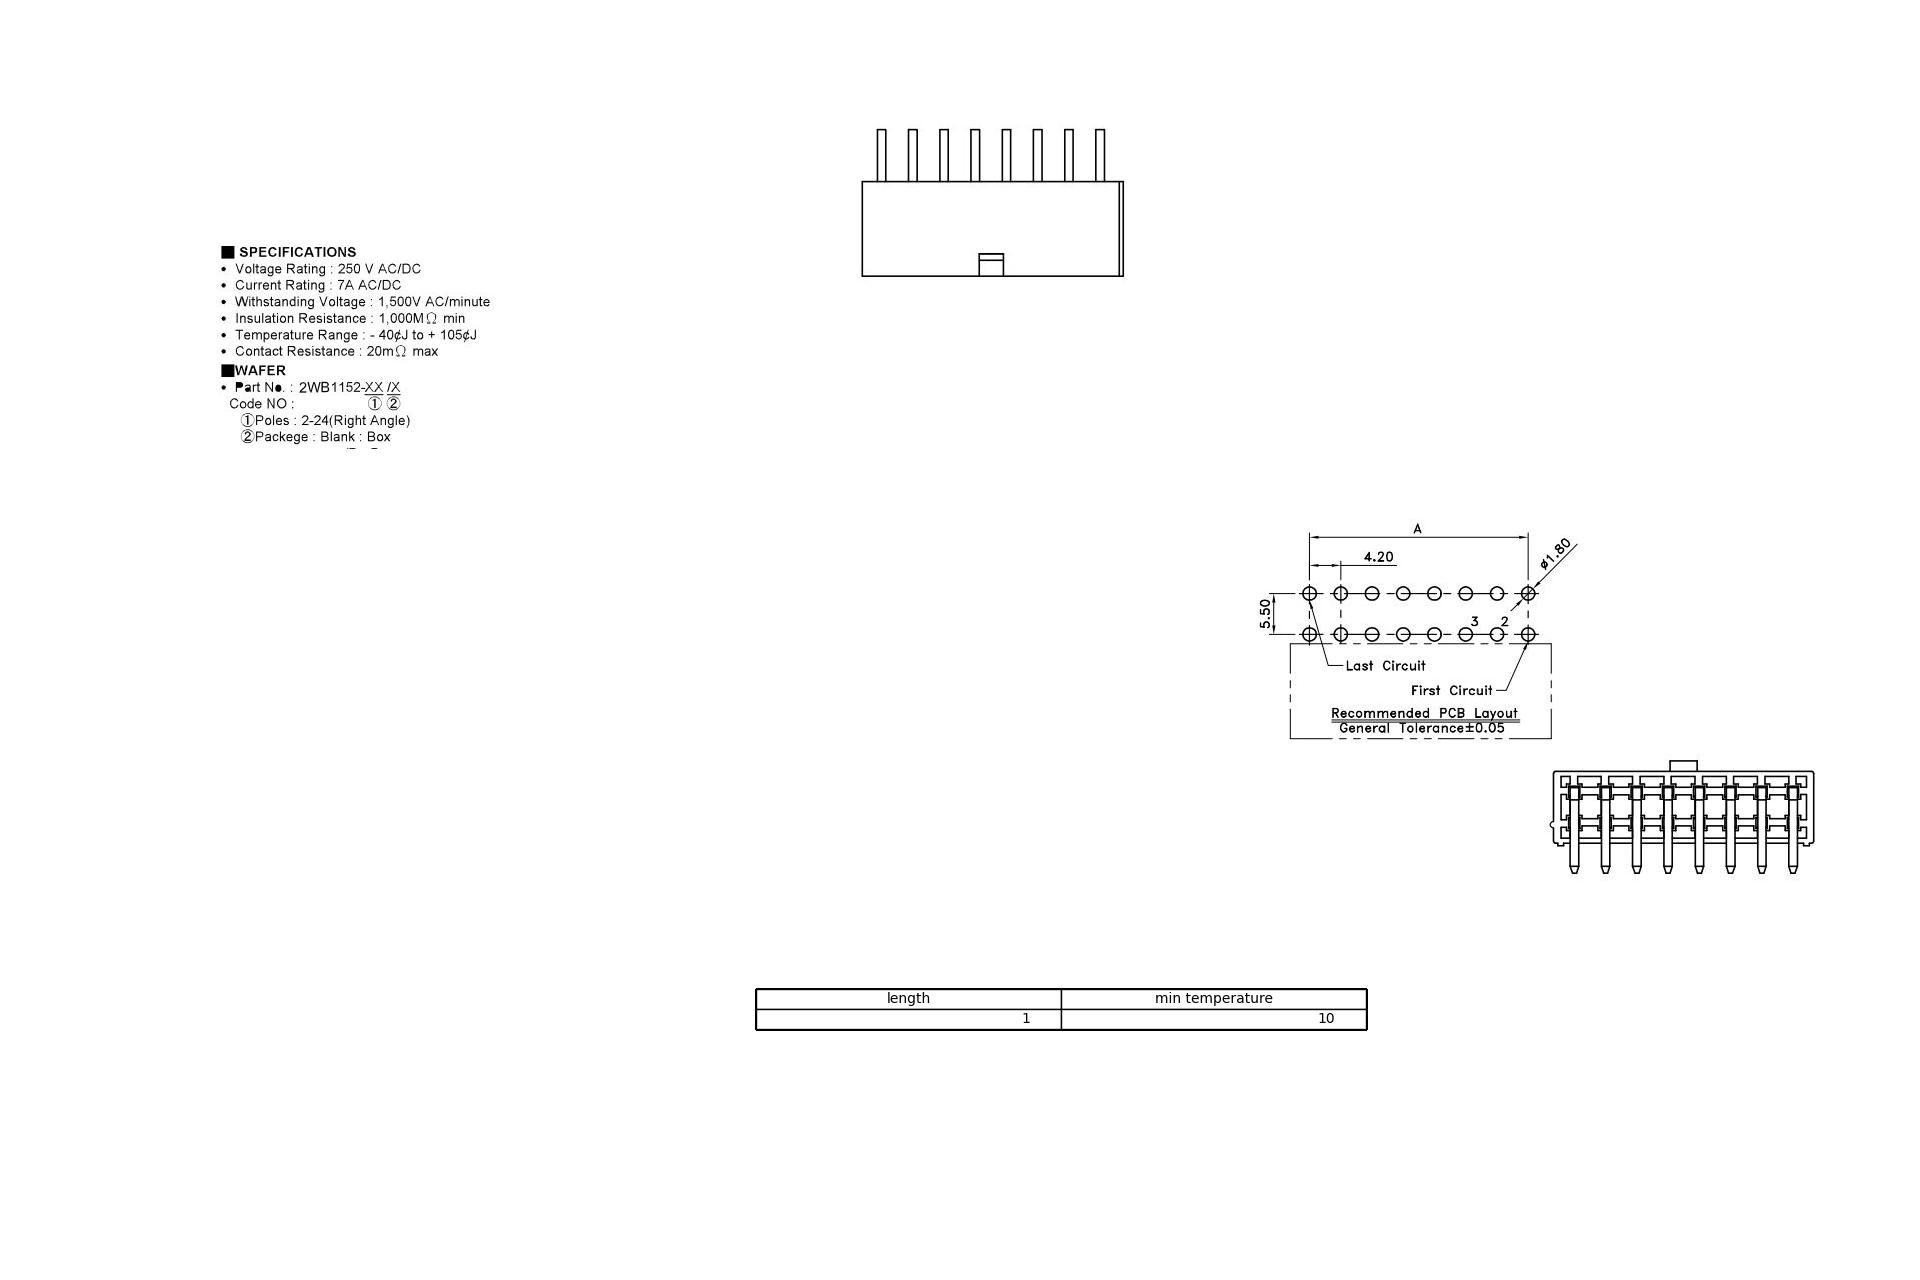 ■ SPECIFICATIONS
• Voltage Rating : 250 V AC/DC
• Current Rating : 7A AC/DC
• Withstanding Voltage : 1,500V AC/minute
• Insulation Resistance : 1,000MΩ min
• Temperature Range : - 40¢J to + 105¢J
• Contact Resistance : 20mΩ max
■WAFER
• Part No. : 2WB1152-XX /X
Code NO : ① ②
①Poles : 2-24(Right Angle)
②Packege : Blank : Box
A
4.20
ø1.80
5.50
3 2
Last Circuit
First Circuit
Recommended PCB Layout
General Tolerance±0.05
length min temperature
1 10